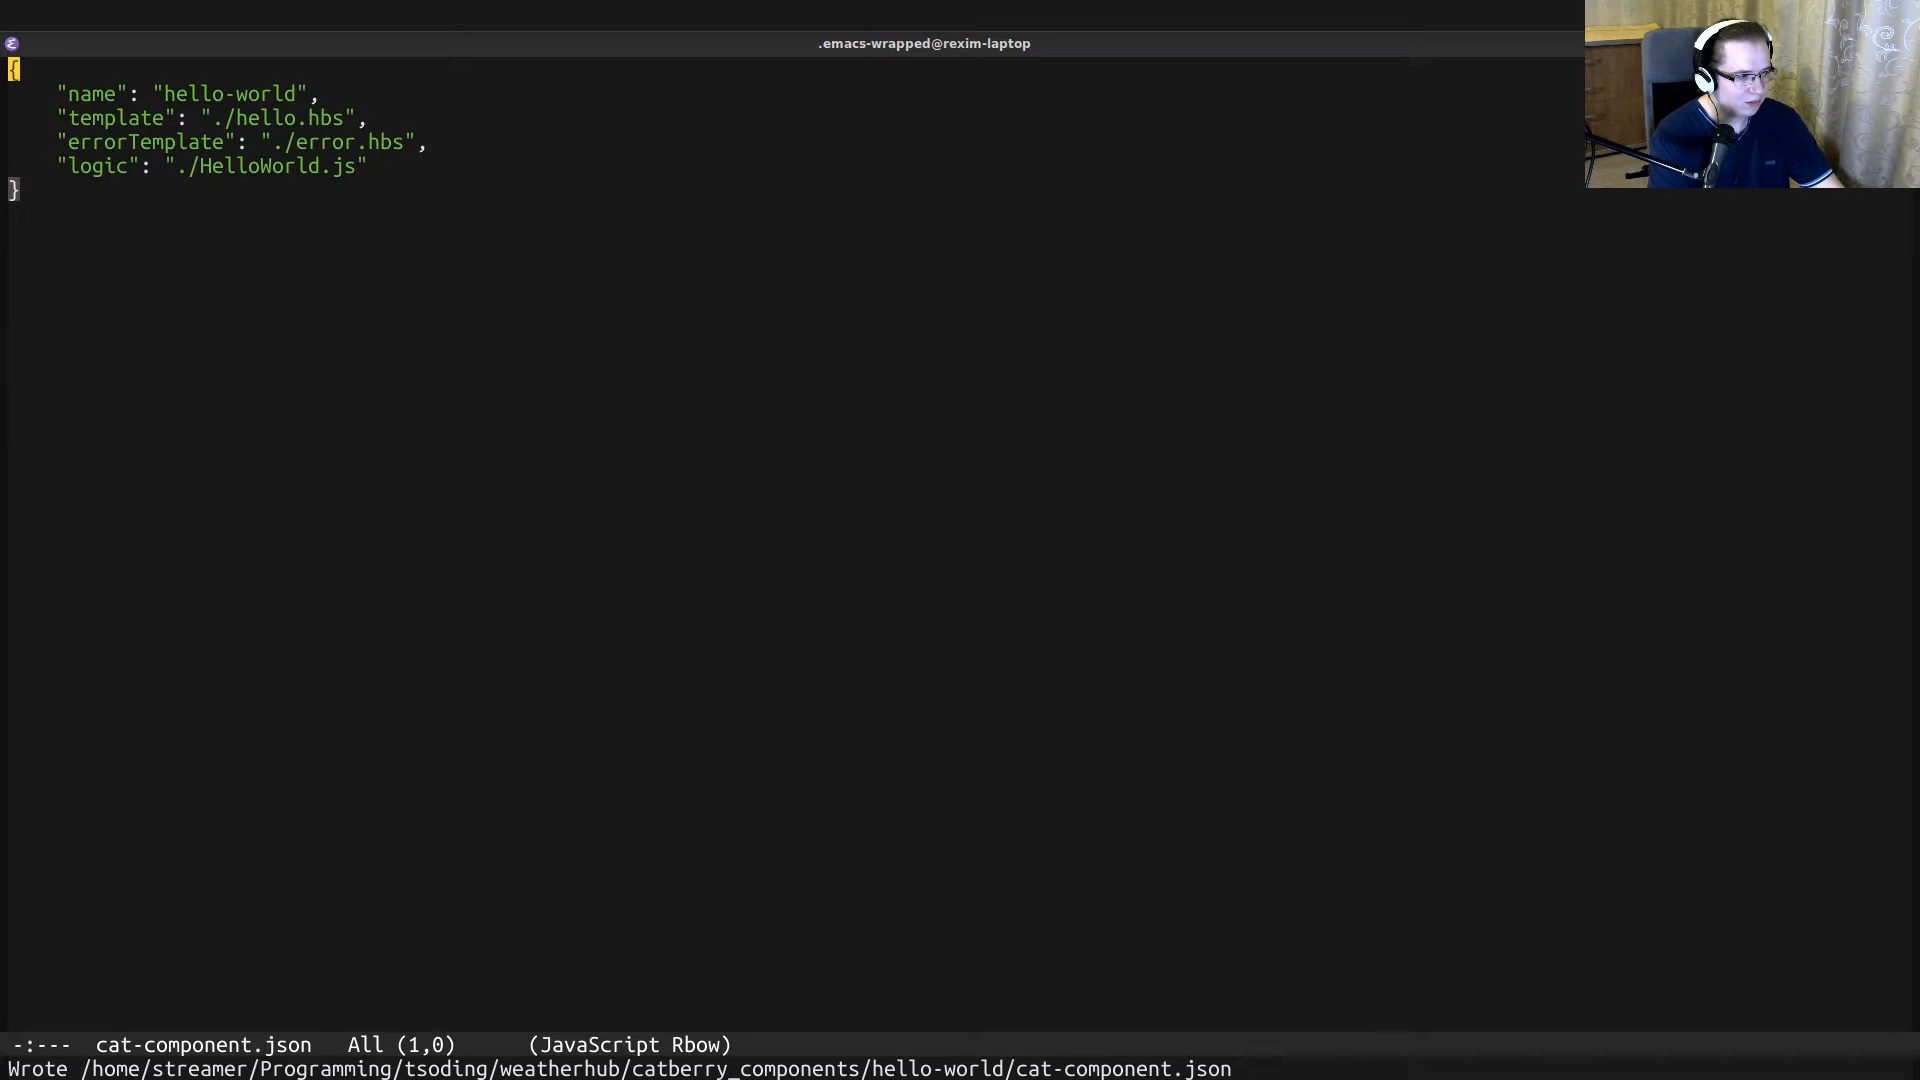 .emacs-wrapped@rexim-laptop
{
    "name": "hello-world",
    "template": "./hello.hbs",
    "errorTemplate": "./error.hbs",
    "logic": "./HelloWorld.js"
}
-:---  cat-component.json   All (1,0)      (JavaScript Rbow)
Wrote /home/streamer/Programming/tsoding/weatherhub/catberry_components/hello-world/cat-component.json